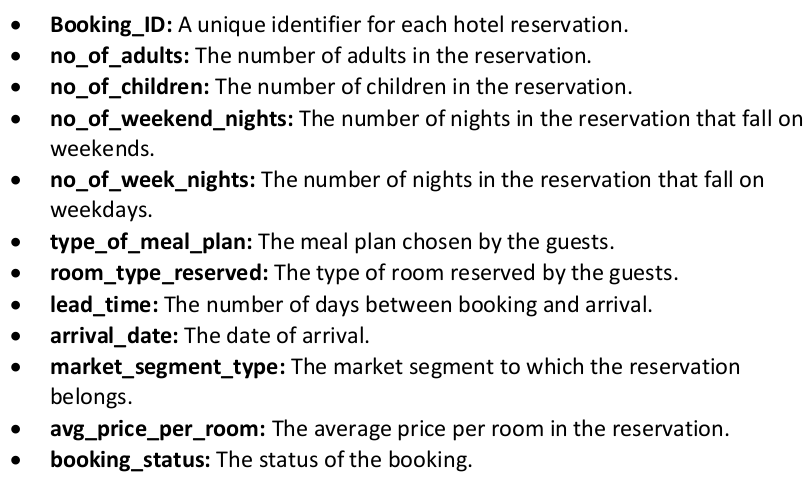 • Booking_ID: A unique identifier for each hotel reservation.
• no_of_adults: The number of adults in the reservation.
• no_of_children: The number of children in the reservation.
• no_of_weekend_nights: The number of nights in the reservation that fall on
weekends.
• no_of_week_nights: The number of nights in the reservation that fall on
weekdays.
• type_of_meal_plan: The meal plan chosen by the guests.
• room_type_reserved: The type of room reserved by the guests.
• lead_time: The number of days between booking and arrival.
• arrival_date: The date of arrival.
• market_segment_type: The market segment to which the reservation
belongs.
• avg_price_per_room: The average price per room in the reservation.
• booking_status: The status of the booking.